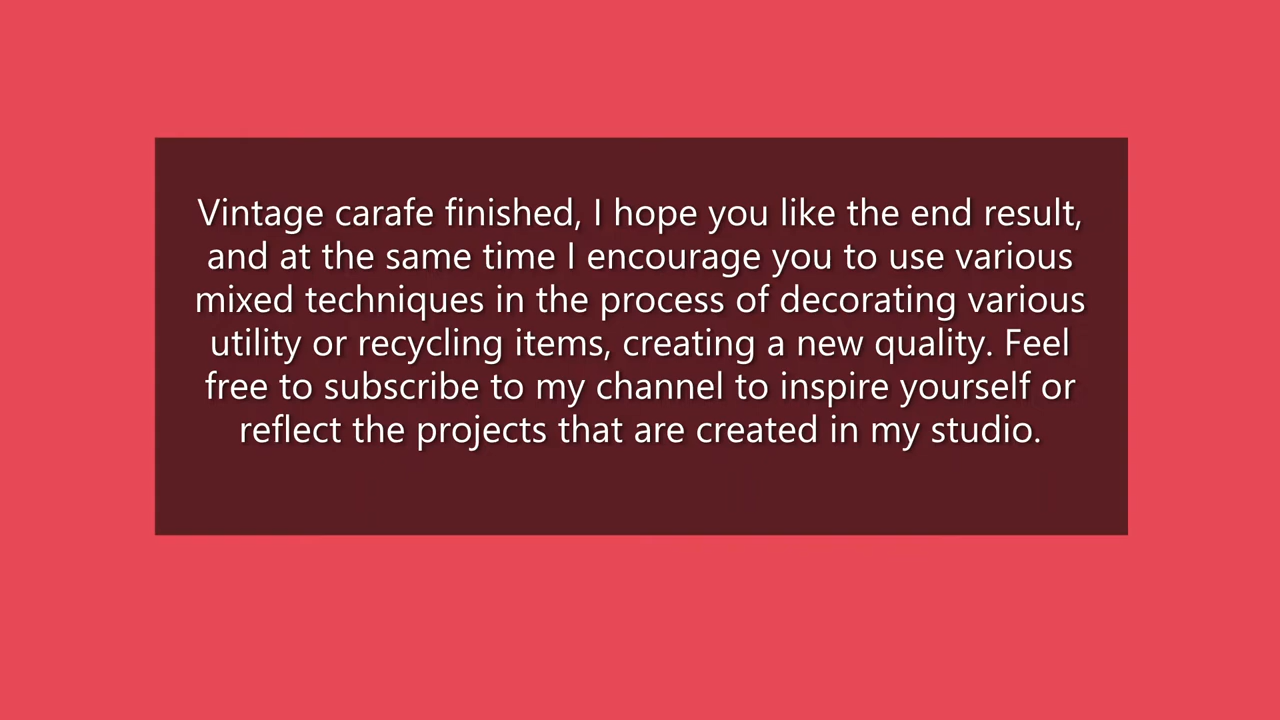 Vintage carafe finished, I hope you like the end result,
and at the same time I encourage you to use various
mixed techniques in the process of decorating various
utility or recycling items, creating a new quality. Feel
free to subscribe to my channel to inspire yourself or
reflect the projects that are created in my studio.